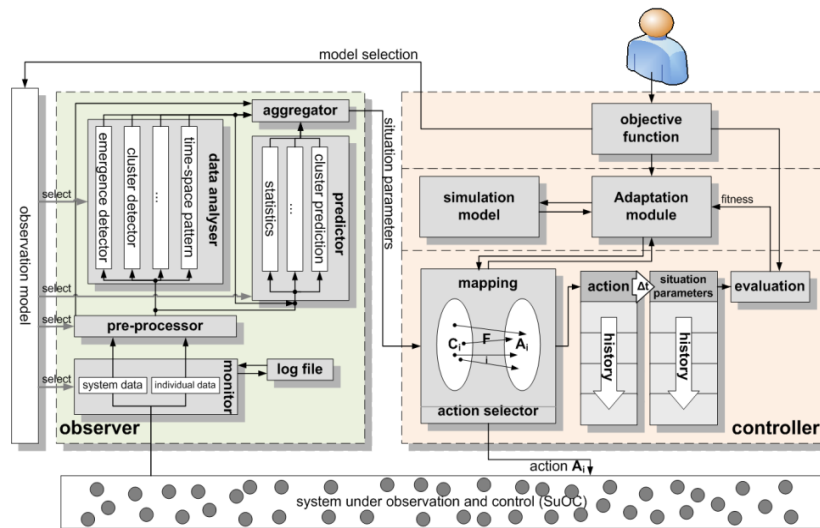 model selection
observation model
select
select
select
select
observer
emergence detector
cluster detector
...
time-space pattern
data analyser
aggregator
statistics
...
cluster prediction
predictor
pre-processor
system data
individual data
monitor
log file
situation parameters
objective
function
simulation
model
Adaptation
module
fitness
mapping
Ci
F
i
Ai
action selector
action
Δt
situation
parameters
evaluation
history
history
controller
action Ai
system under observation and control (SuOC)